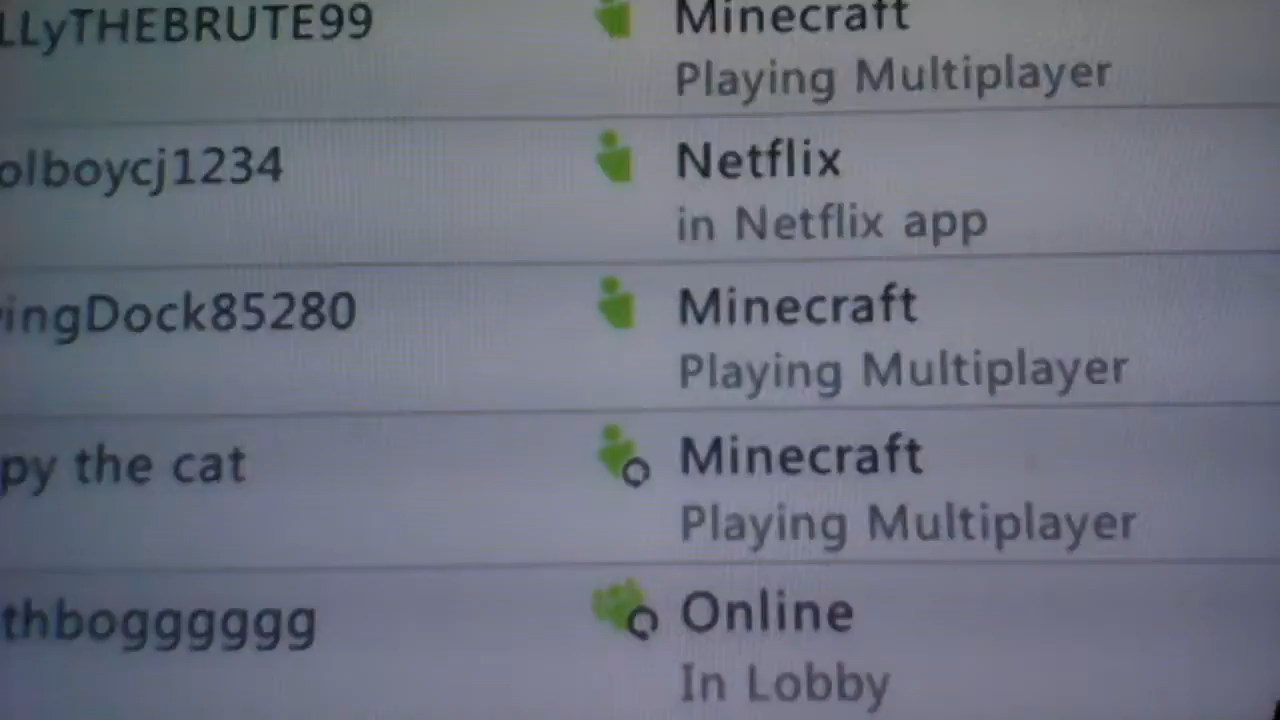 LLyTHEBRUTE99 Minecraft
Playing Multiplayer
olboycj1234 Netflix
in Netflix app
ingDock85280 Minecraft
Playing Multiplayer
py the cat Minecraft
Playing Multiplayer
thbogggggg Online
In Lobby